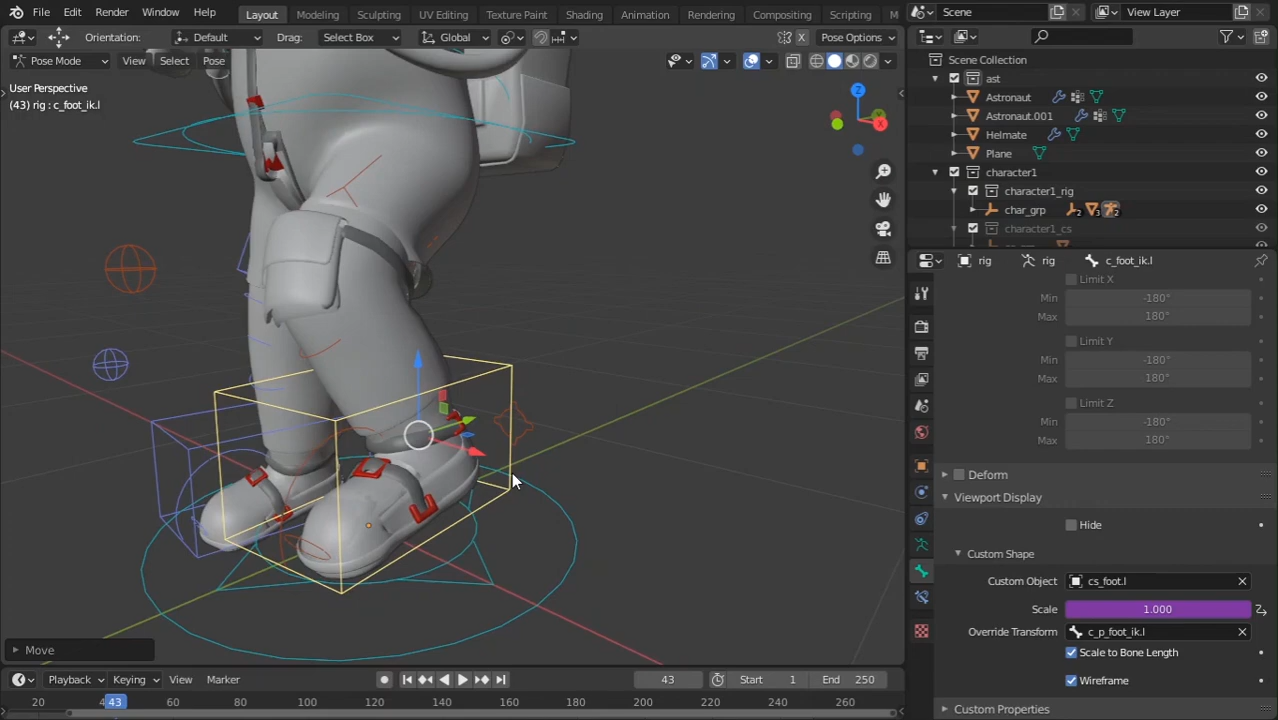 File Edit Render Window Help Layout Modeling Sculpting UV Editing Texture Paint Shading Animation Rendering Compositing Scripting Scene View Layer
Orientation: Default Drag: Select Box Global X Pose Options
Pose Mode View Select Pose
User Perspective
(43) rig : c_foot_ik.l
Z
X
Scene Collection
ast
Astronaut
Astronaut.001
Helmate
Plane
character1
character1_rig
char_grp 2 3 2
character1_cs
rig rig c_foot_ik.l
Limit X
Min -180°
Max 180°
Limit Y
Min -180°
Max 180°
Limit Z
Min -180°
Max 180°
Deform
Viewport Display
Hide
Custom Shape
Custom Object cs_foot.l
Scale 1.000
Override Transform c_p_foot_ik.l
Scale to Bone Length
Wireframe
Custom Properties
Move
Playback Keying View Marker 43 Start 1 End 250
20 43 60 80 100 120 140 160 180 200 220 240 260